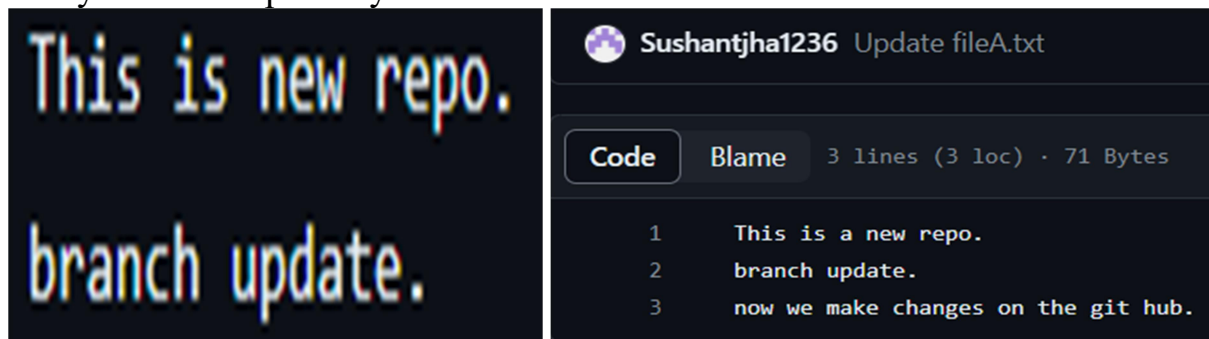 This is new repo.
branch update.
Sushantjha1236 Update fileA.txt
Code Blame 3 lines (3 loc) · 71 Bytes
1 This is a new repo.
2 branch update.
3 now we make changes on the git hub.